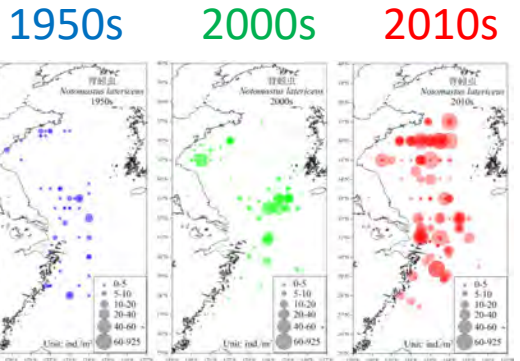 1950s
2000s
2010s
背蚓虫
Notomastus latericeus
1950s
0-5
5-10
10-20
20-40
40-60
60-925
Unit: ind./m²
背蚓虫
Notomastus latericeus
2000s
0-5
5-10
10-20
20-40
40-60
60-925
Unit: ind./m²
背蚓虫
Notomastus latericeus
2010s
0-5
5-10
10-20
20-40
40-60
60-925
Unit: ind./m²